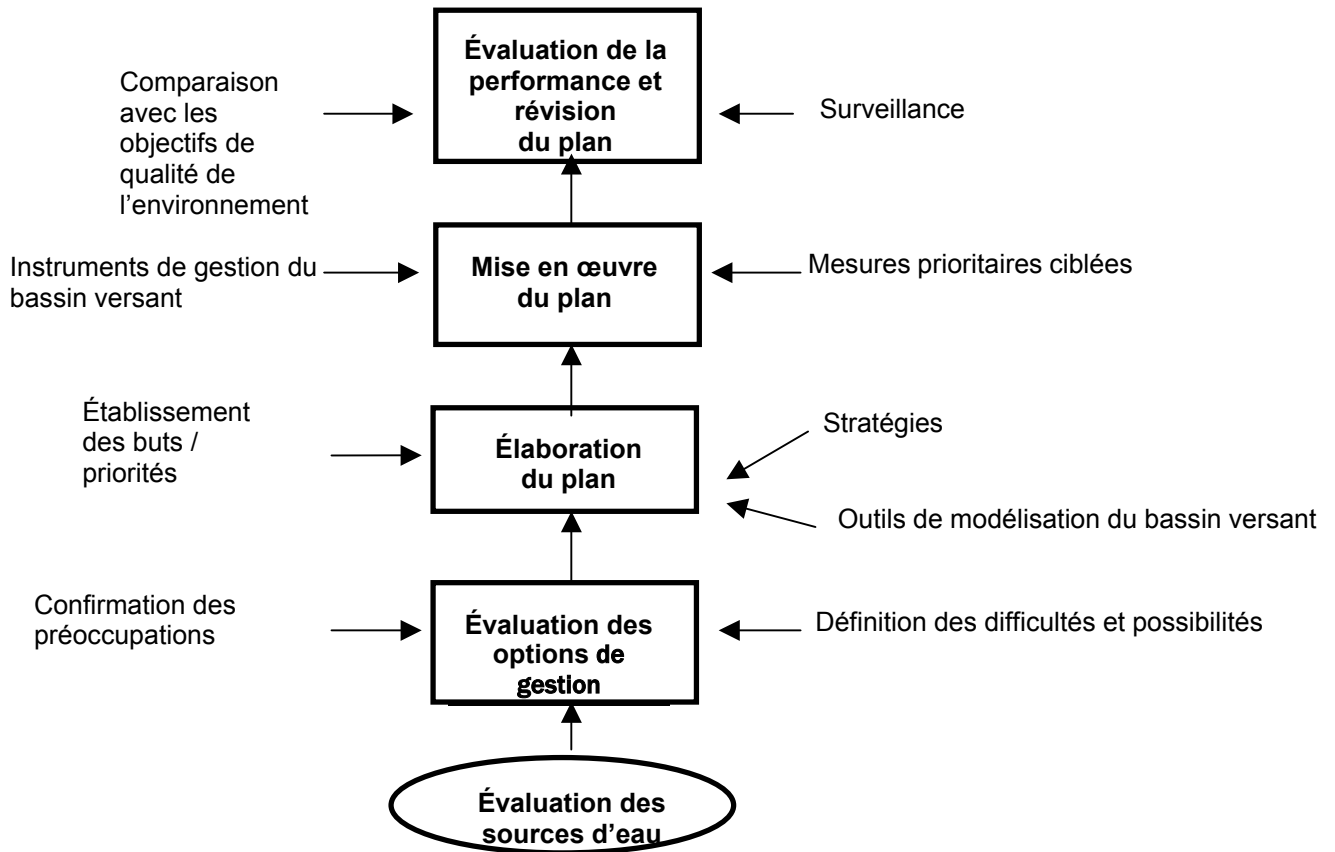 Évaluation de la
performance et
révision
du plan
Comparaison
avec les
objectifs de
qualité de
l’environnement
Surveillance
Instruments de gestion du
bassin versant
Mise en œuvre
du plan
Mesures prioritaires ciblées
Établissement
des buts /
priorités
Élaboration
du plan
Stratégies
Outils de modélisation du bassin versant
Confirmation des
préoccupations
Évaluation des
options de
gestion
Définition des difficultés et possibilités
Évaluation des
sources d’eau